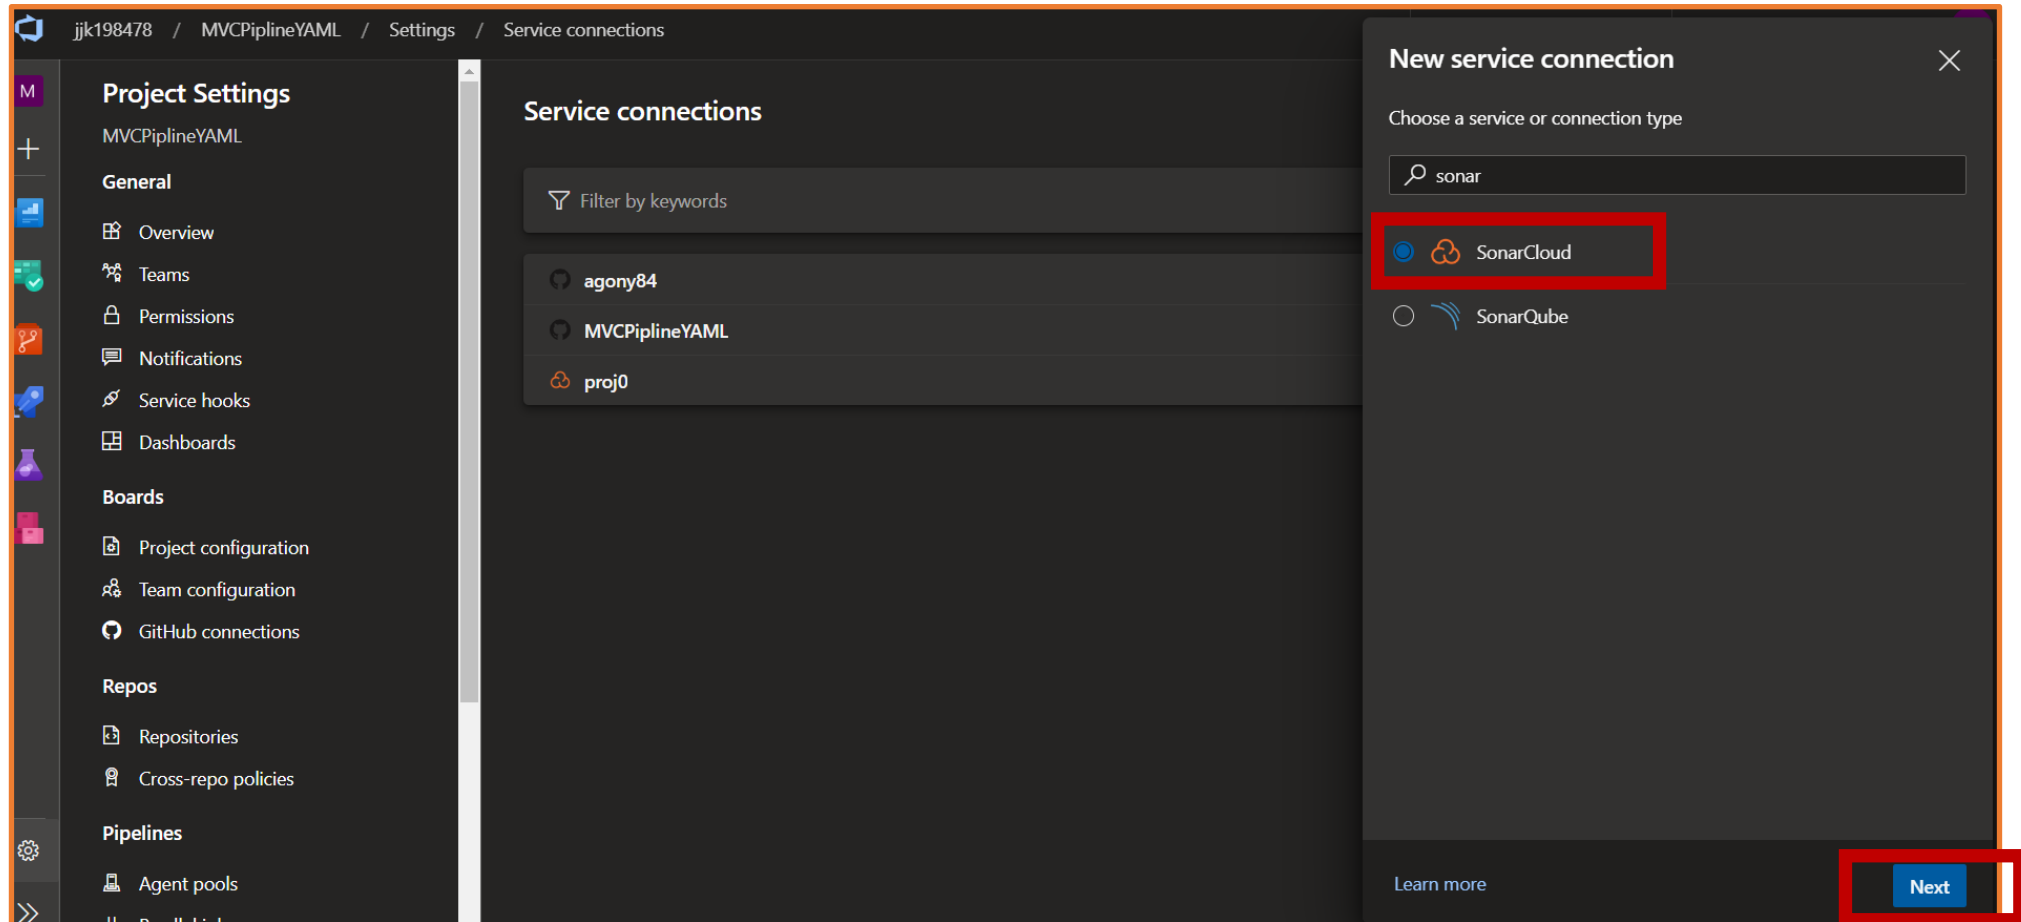 jjk198478 / MVCPiplineYAML / Settings / Service connections
M
Project Settings
MVCPiplineYAML
General
Overview
Teams
Permissions
Notifications
Service hooks
Dashboards
Boards
Project configuration
Team configuration
GitHub connections
Repos
Repositories
Cross-repo policies
Pipelines
Agent pools
Service connections
Filter by keywords
agony84
MVCPiplineYAML
proj0
New service connection
Choose a service or connection type
sonar
SonarCloud
SonarQube
Learn more
Next